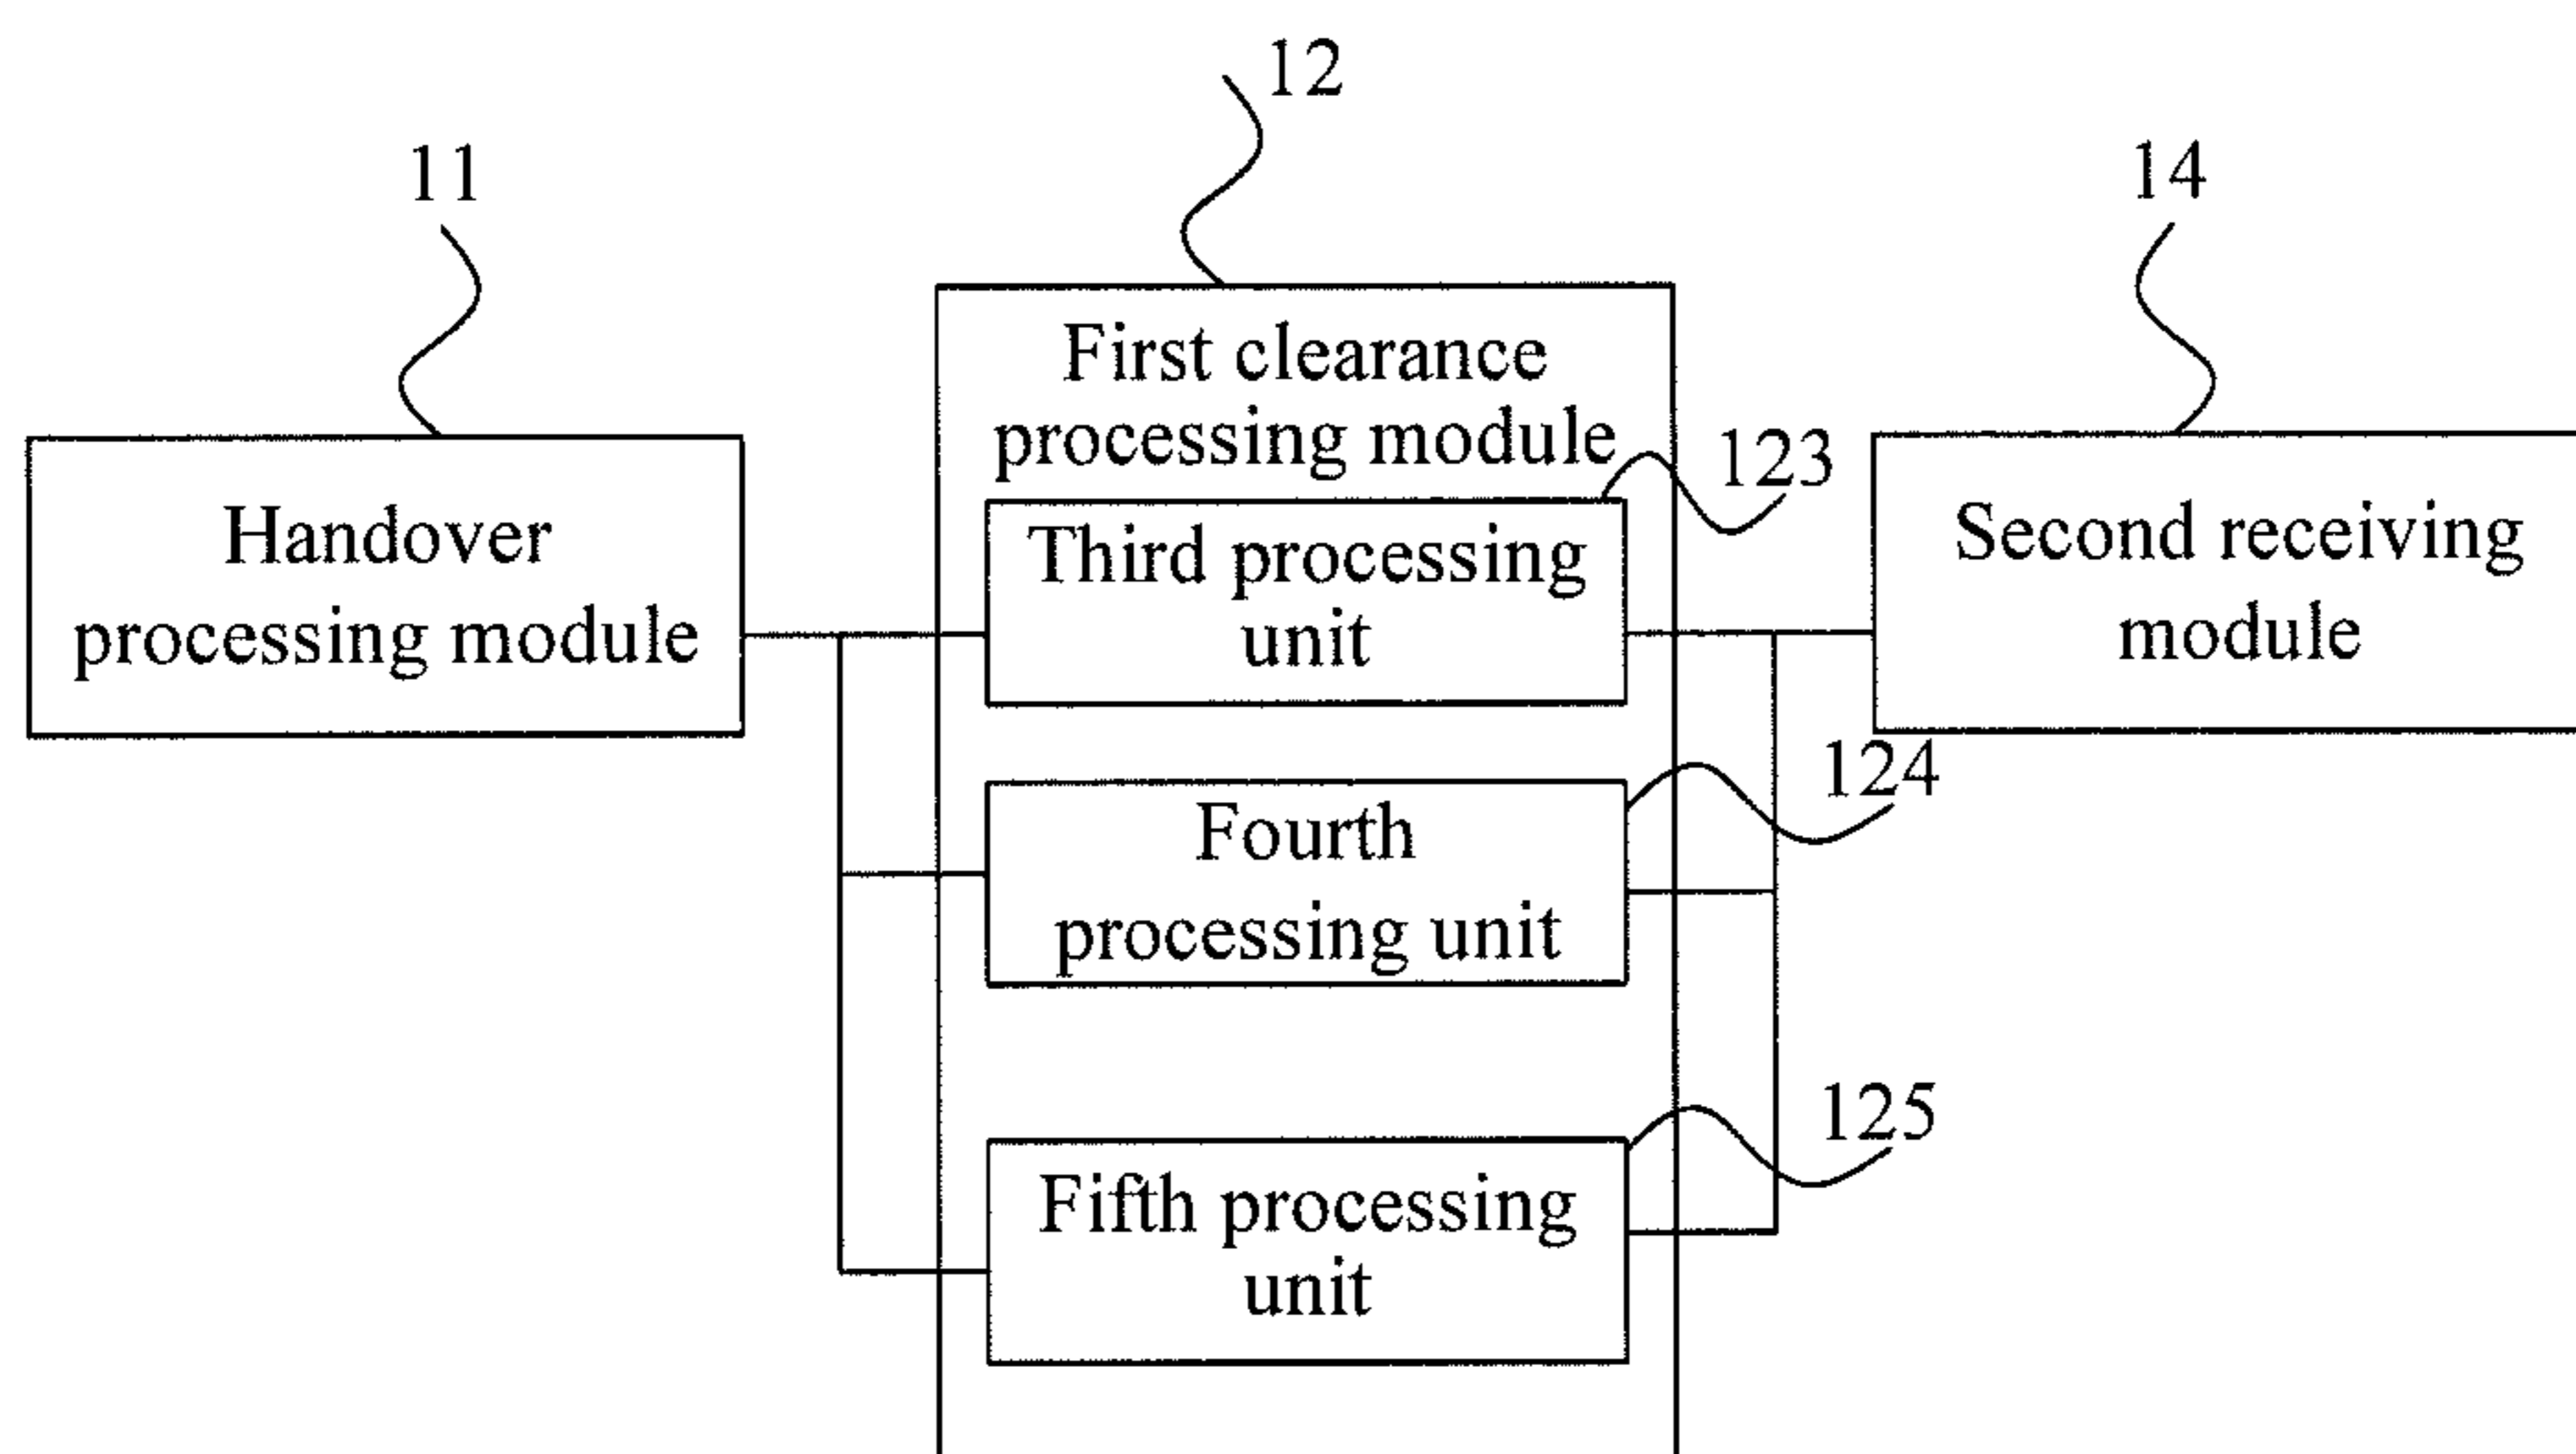 12
11
14
First clearance
processing module
123
Handover
processing module
Third processing
unit
Second receiving
module
124
Fourth
processing unit
125
Fifth processing
unit